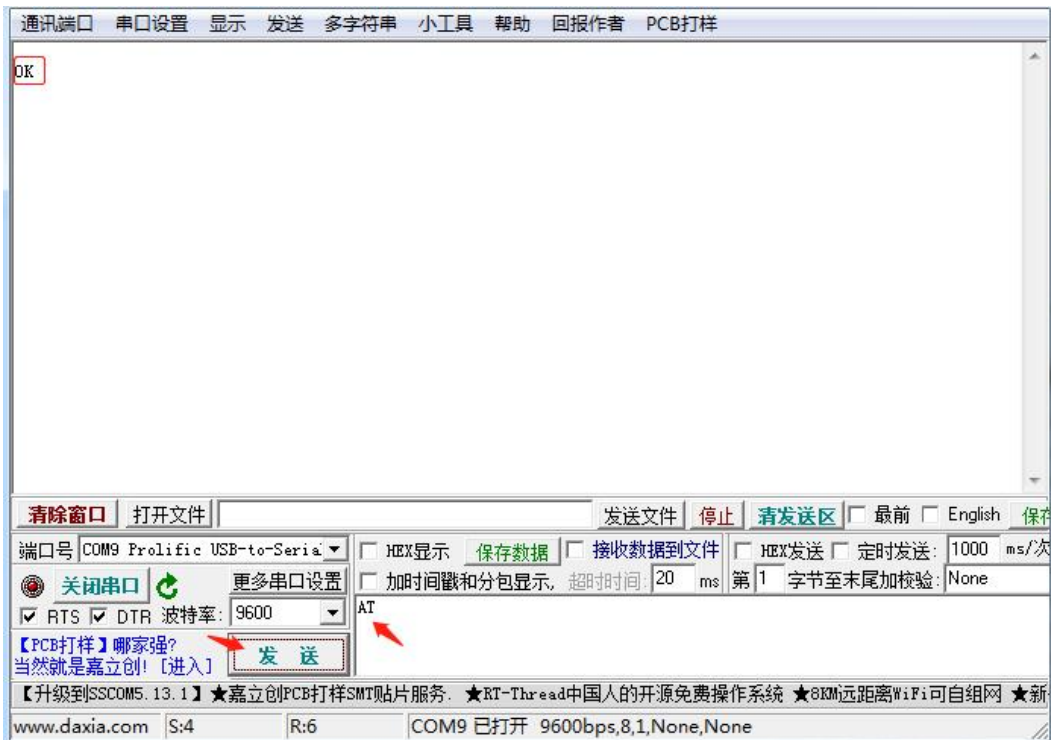 通讯端口 串口设置 显示 发送 多字符串 小工具 帮助 回报作者 PCB打样
OK
清除窗口 打开文件 发送文件 停止 清发送区 最前 English 保存
端口号 COM9 Prolific USB-to-Seria HEX显示 保存数据 接收数据到文件 HEX发送 定时发送: 1000 ms/次
关闭串口 更多串口设置 加时间戳和分包显示, 超时时间: 20 ms 第 1 字节至末尾加校验: None
RTS DTR 波特率: 9600
AT
【PCB打样】哪家强?
当然就是嘉立创! [进入]
发 送
【升级到SSCOM5.13.1】★嘉立创PCB打样SMT贴片服务. ★RT-Thread中国人的开源免费操作系统 ★8KM远距离WiFi可自组网 ★新
www.daxia.com S:4 R:6 COM9 已打开 9600bps,8,1,None,None